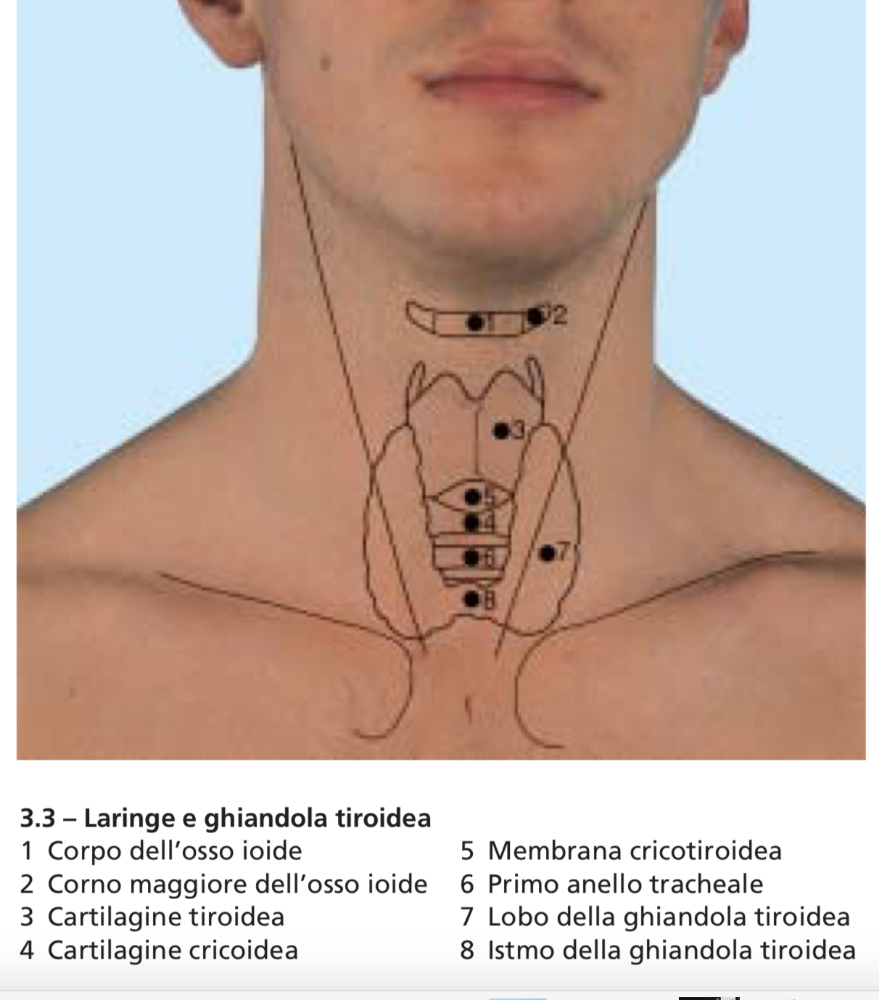 1
2
3
5
4
6
7
8
3.3 – Laringe e ghiandola tiroidea
1 Corpo dell’osso ioide
2 Corno maggiore dell’osso ioide
3 Cartilagine tiroidea
4 Cartilagine cricoidea
5 Membrana cricotiroidea
6 Primo anello tracheale
7 Lobo della ghiandola tiroidea
8 Istmo della ghiandola tiroidea